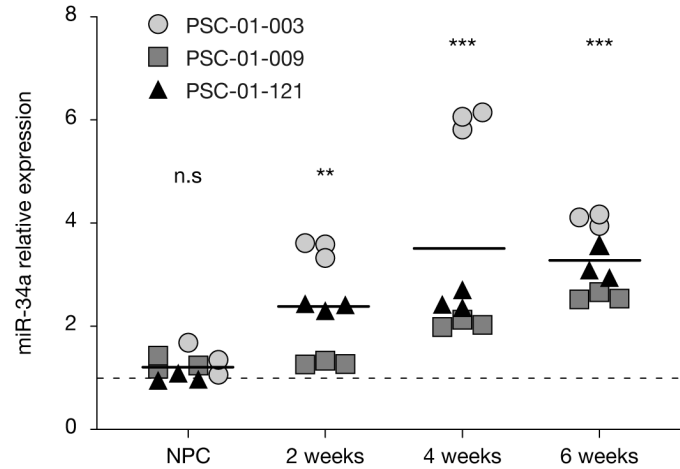 8
PSC-01-003
PSC-01-009
PSC-01-121
***
***
6
n.s
**
4
2
0
miR-34a relative expression
NPC
2 weeks
4 weeks
6 weeks